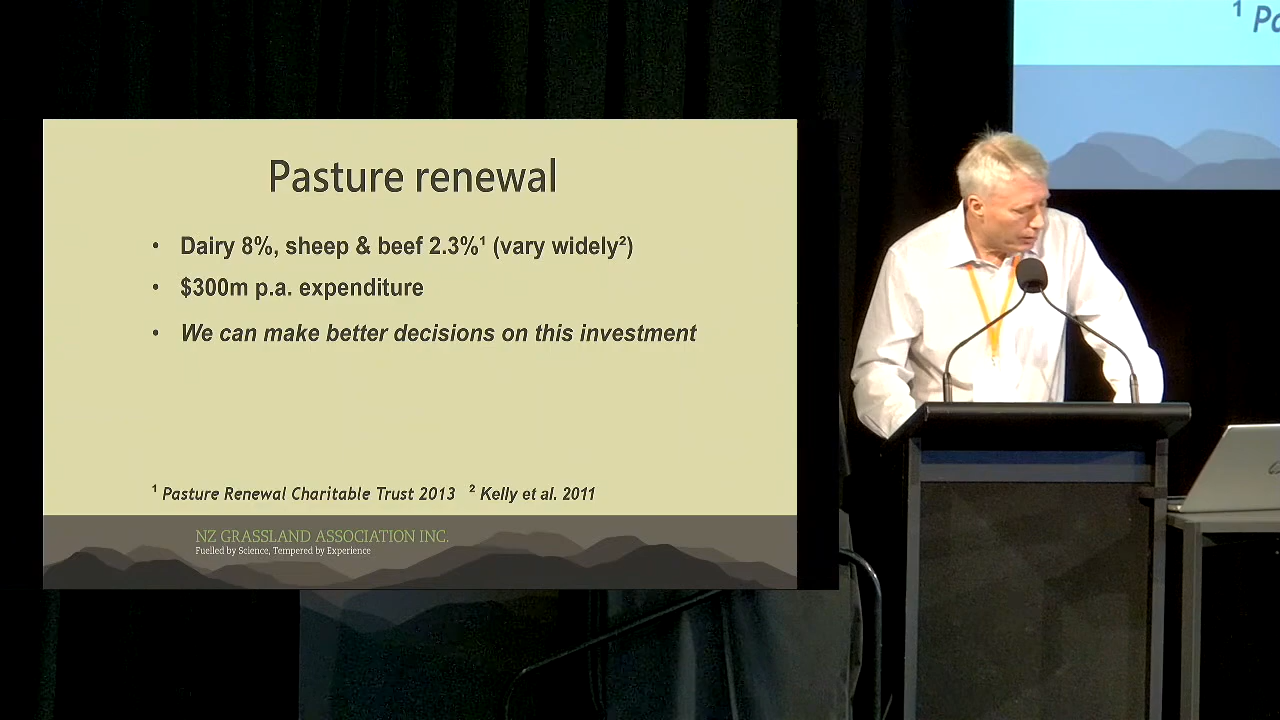 Pasture renewal
• Dairy 8%, sheep & beef 2.3%¹ (vary widely²)
• $300m p.a. expenditure
• We can make better decisions on this investment
¹ Pasture Renewal Charitable Trust 2013 ² Kelly et al. 2011
NZ GRASSLAND ASSOCIATION INC.
Fuelled by Science, Tempered by Experience